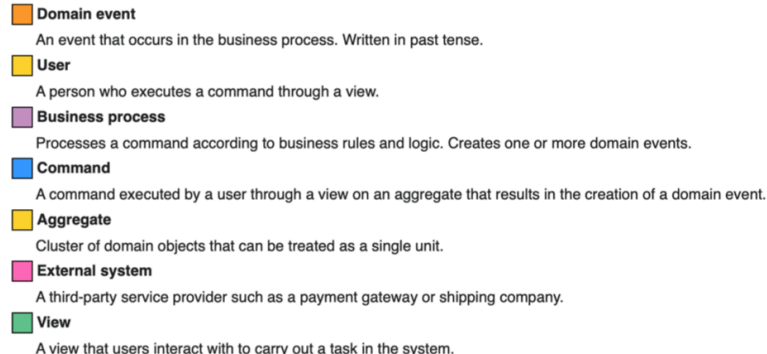 Domain event
An event that occurs in the business process. Written in past tense.
User
A person who executes a command through a view.
Business process
Processes a command according to business rules and logic. Creates one or more domain events.
Command
A command executed by a user through a view on an aggregate that results in the creation of a domain event.
Aggregate
Cluster of domain objects that can be treated as a single unit.
External system
A third-party service provider such as a payment gateway or shipping company.
View
A view that users interact with to carry out a task in the system.